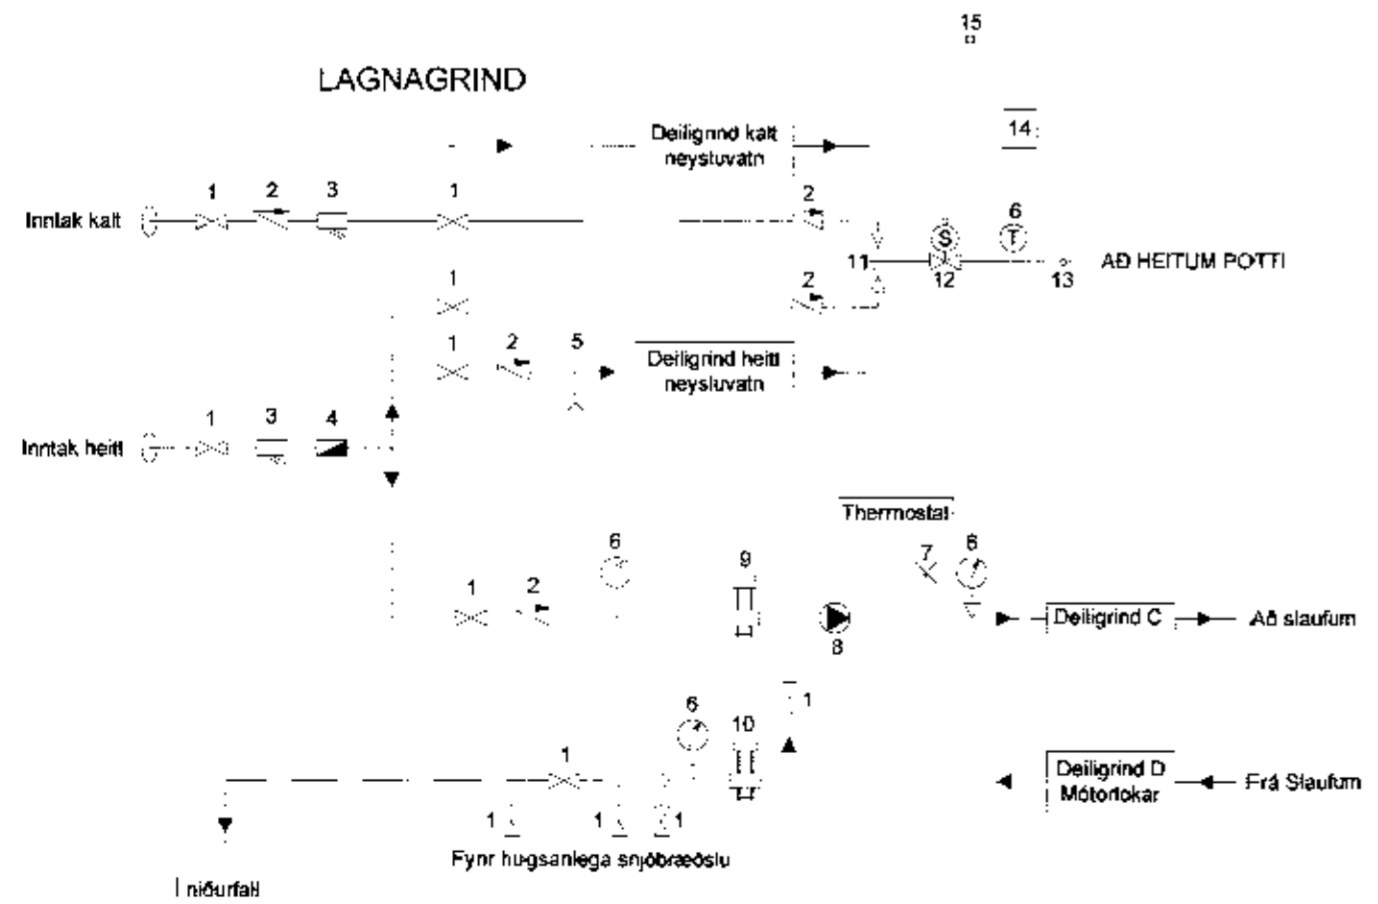 15
LAGNAGRIND
14
Deiligrind kalt
neysluvatn
1 2 3 1 2 6
Inntak kalt
S T
11 12 13 AÐ HEITUM POTTI
1 2
1 2 5
Deiligrind heitt
neysluvatn
1 3 4
Inntak heitt
Thermostat
6 9 7 6
1 2
8
Deiligrind C
Að slaufum
6 10 1
1
Deiligrind D
Mótorlokar
Frá Slaufum
1 1 1
Fyrir hugsanlega snjóbræðslu
Í niðurfall